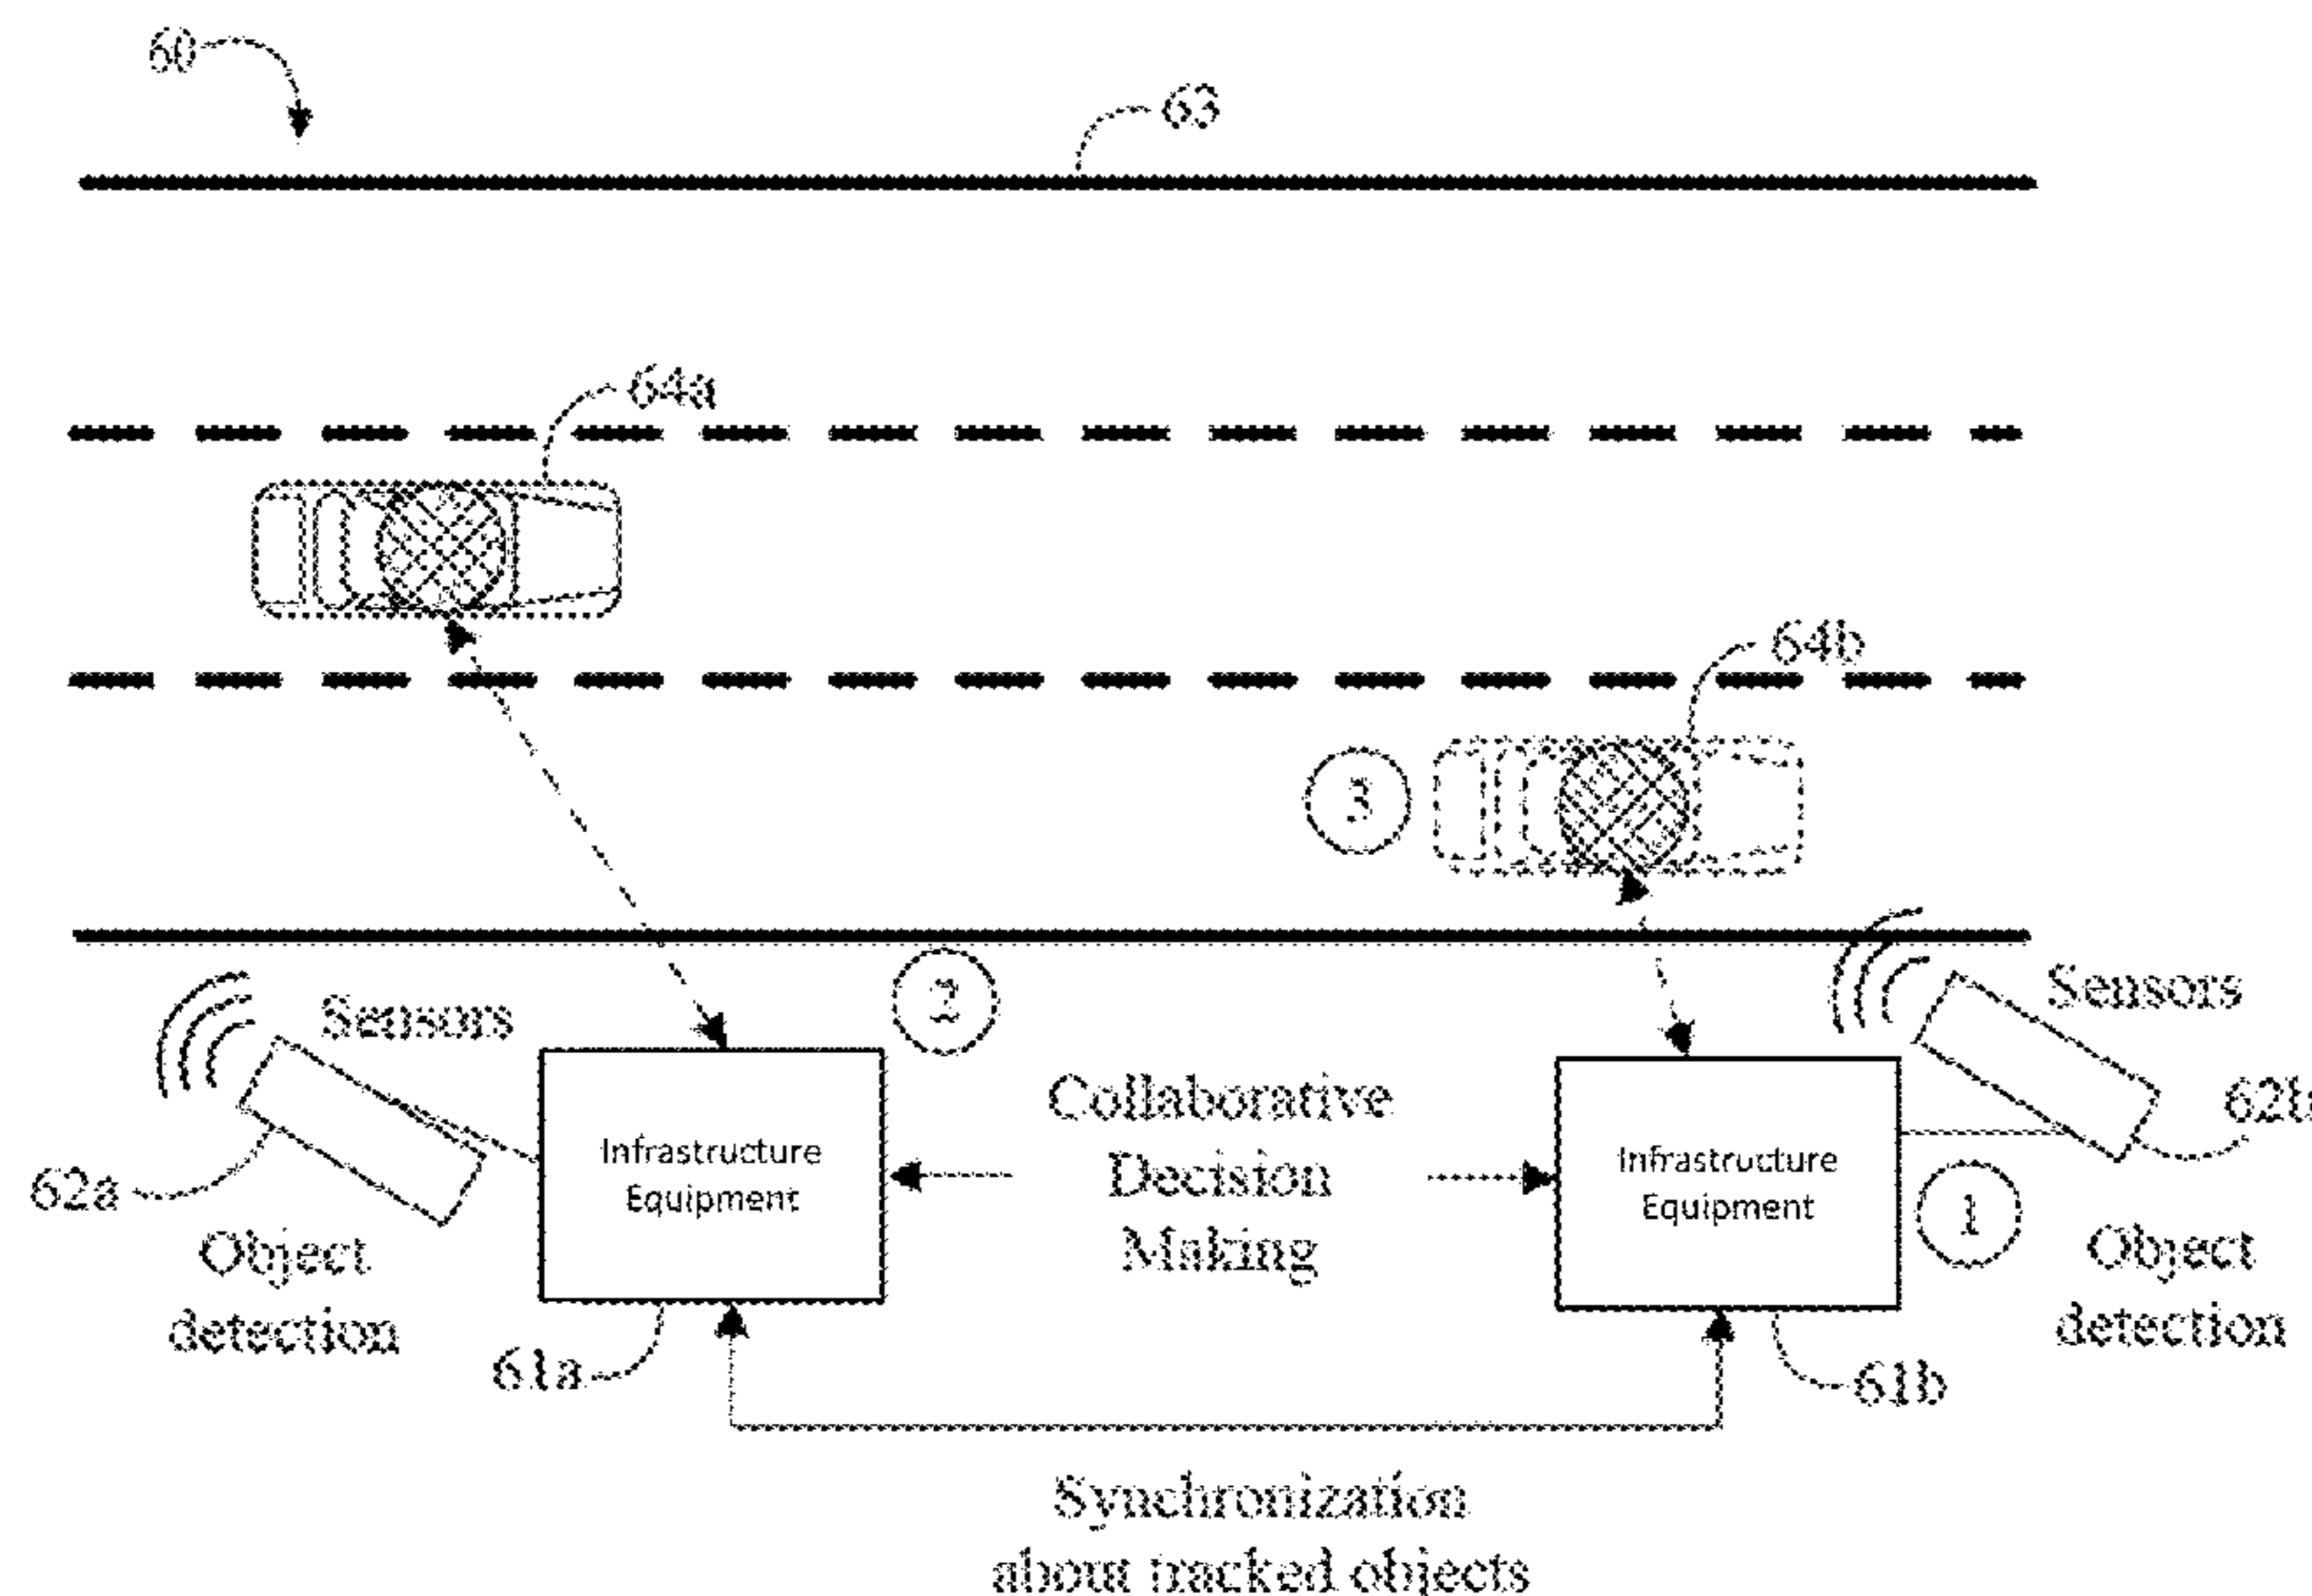 60
63
64a
64b
3
2
Sensors
Sensors
62a
62b
Infrastructure
Equipment
Collaborative
Decision
Making
Infrastructure
Equipment
1
Object
detection
Object
detection
61a
61b
Synchronization
about tracked objects